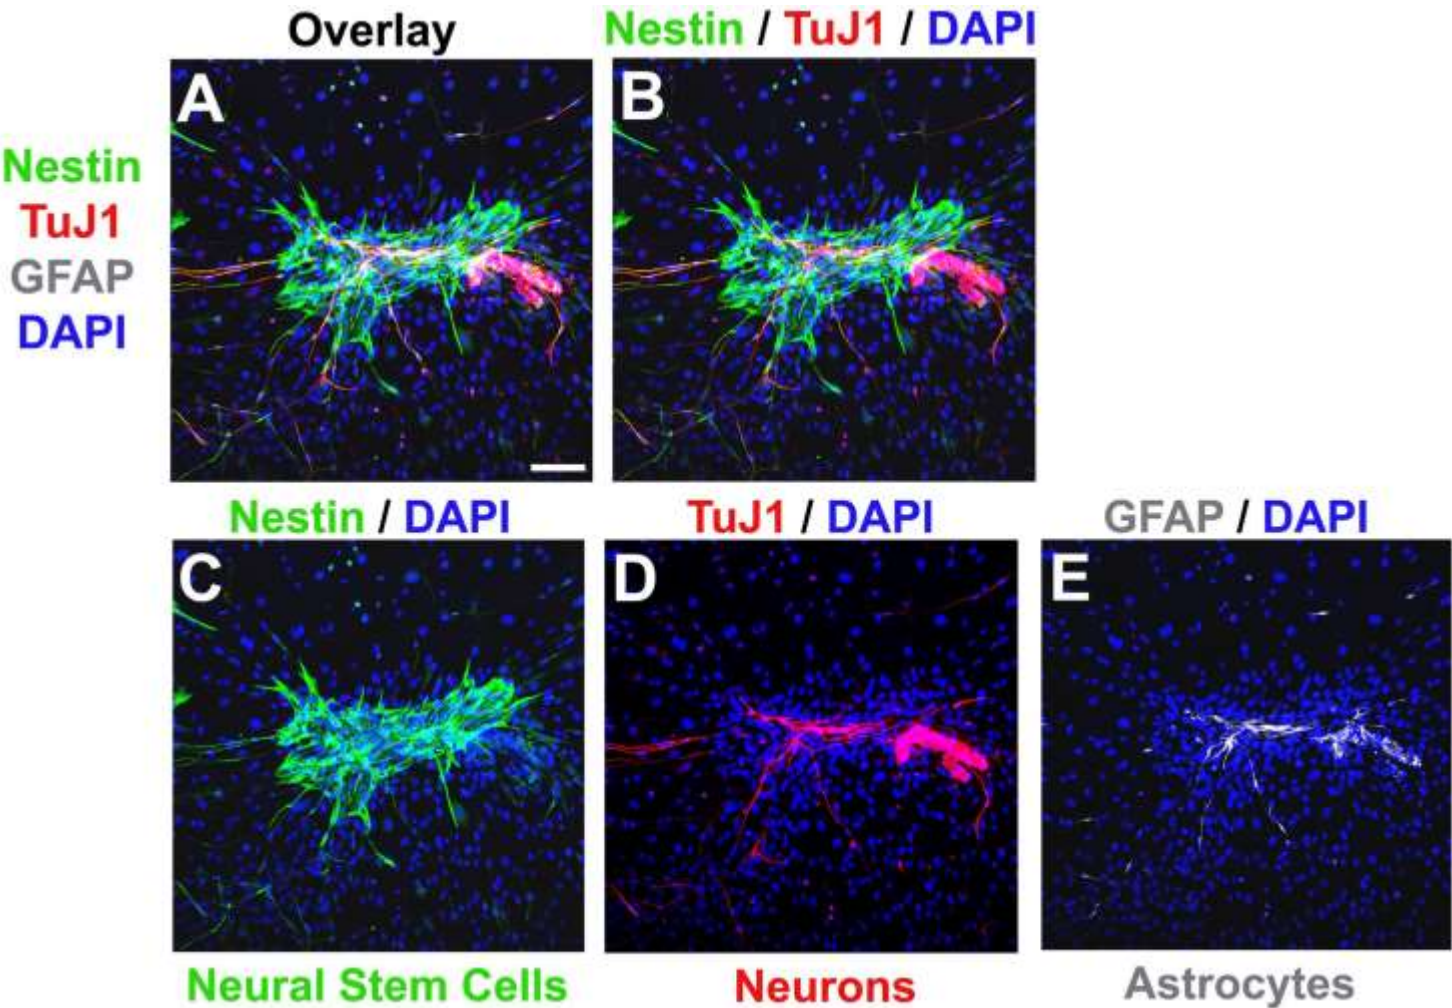 Overlay
Nestin / TuJ1 / DAPI
A
B
Nestin
TuJ1
GFAP
DAPI
Nestin / DAPI
TuJ1 / DAPI
GFAP / DAPI
C
D
E
Neural Stem Cells
Neurons
Astrocytes